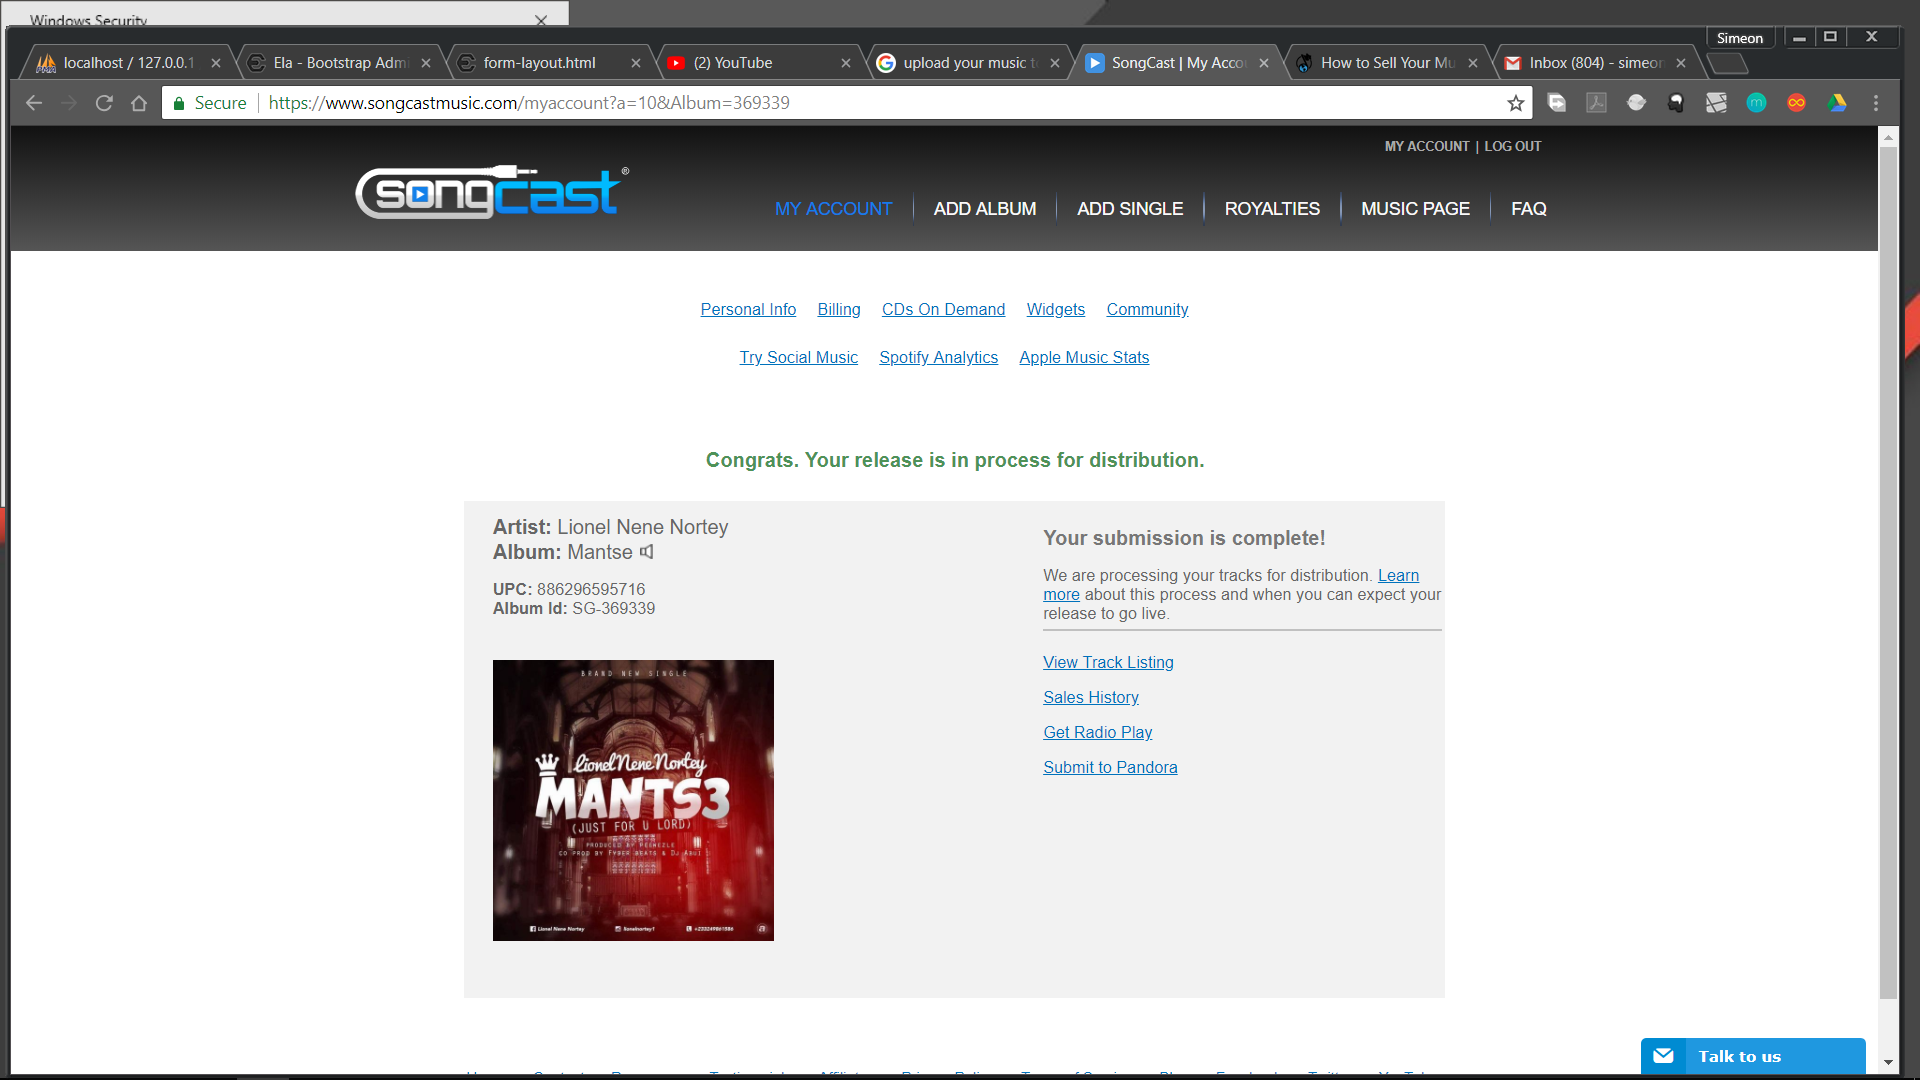 Windows Security
Simeon
localhost / 127.0.0.1
Ela - Bootstrap Admi
form-layout.html
(2) YouTube
upload your music t
SongCast | My Acco
How to Sell Your Mu
Inbox (804) - simeon
Secure
https://www.songcastmusic.com/myaccount?a=10&Album=369339
MY ACCOUNT | LOG OUT
songcast®
MY ACCOUNT
ADD ALBUM
ADD SINGLE
ROYALTIES
MUSIC PAGE
FAQ
Personal Info Billing CDs On Demand Widgets Community
Try Social Music Spotify Analytics Apple Music Stats
Congrats. Your release is in process for distribution.
Artist: Lionel Nene Nortey
Album: Mantse
UPC: 886296595716
Album Id: SG-369339
BRAND NEW SINGLE
Lionel Nene Nortey
MANTS3
(JUST FOR U LORD)
PRODUCED BY PEEWEZLE
CO PROD BY FYBER BEATS & DJ ABUI
Lionel Nene Nortey
lionelnortey1
+233249861586
Your submission is complete!
We are processing your tracks for distribution. Learn
more about this process and when you can expect your
release to go live.
View Track Listing
Sales History
Get Radio Play
Submit to Pandora
Talk to us